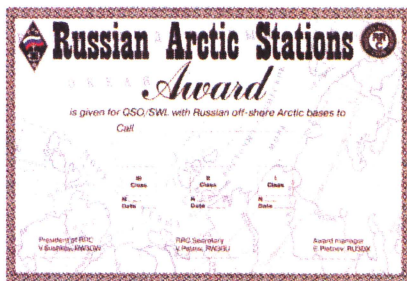 Russian Arctic Stations
Award
is given for QSO/SWL with Russian off-shore Arctic bases to
Call
III II I
Class Class Class
N N N
Date Date Date
President of RRC RRC Secretary Award manager
V. V. E.